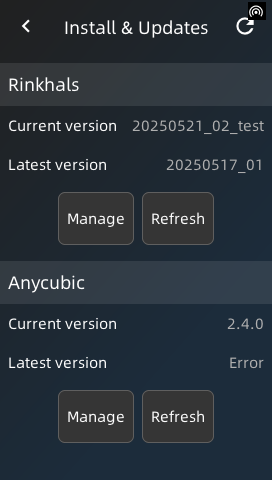 Install & Updates
Rinkhals
Current version 20250521_02_test
Latest version 20250517_01
Manage Refresh
Anycubic
Current version 2.4.0
Latest version Error
Manage Refresh